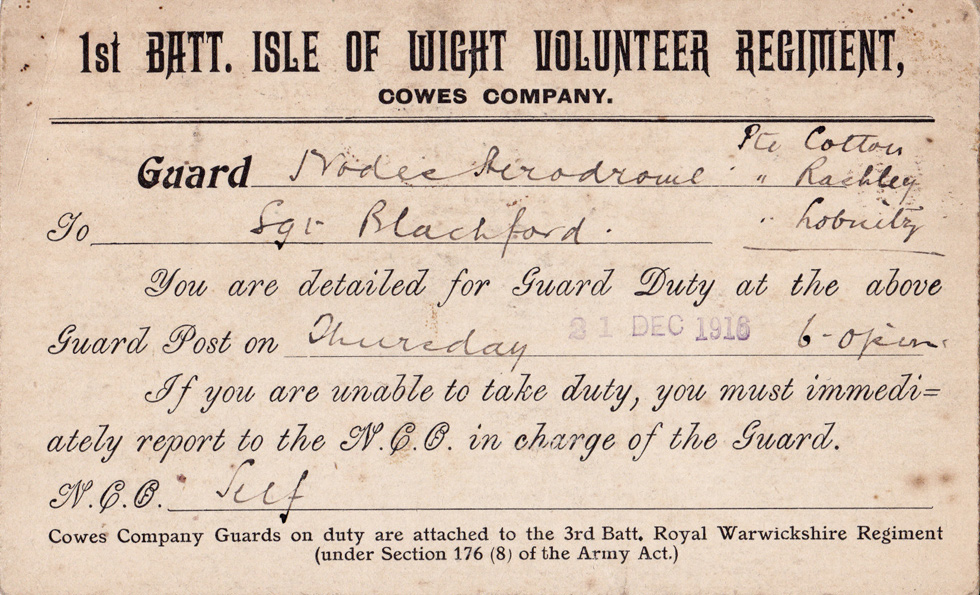 1st BATT. ISLE OF WIGHT VOLUNTEER REGIMENT,
COWES COMPANY.
Pte Cotton
Guard Nodes Aerodrome " Rackley
To Sgt Blachford. " Lobnitz
You are detailed for Guard Duty at the above
Guard Post on Thursday 21 DEC 1916 6-0pm.
If you are unable to take duty, you must immedi=
ately report to the N.C.O. in charge of the Guard.
N.C.O. Self
Cowes Company Guards on duty are attached to the 3rd Batt. Royal Warwickshire Regiment
(under Section 176 (8) of the Army Act.)